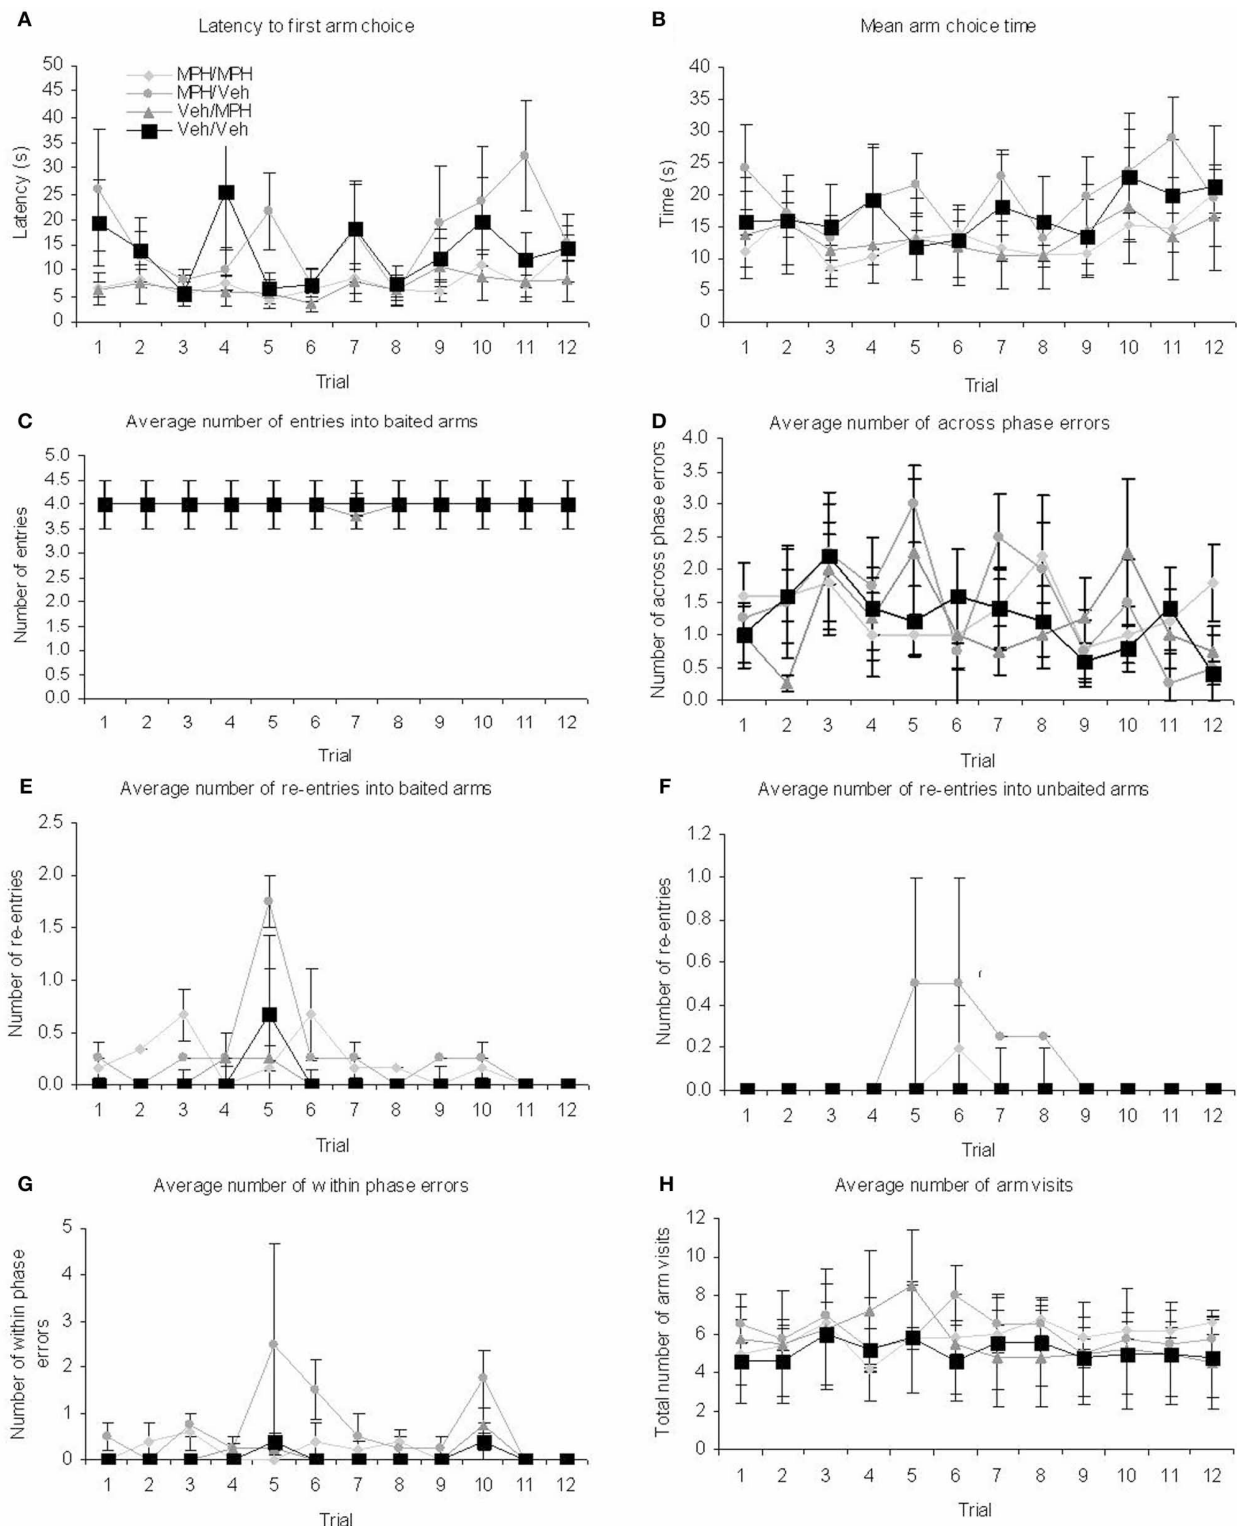 A
Latency to first arm choice
Latency (s)
50
45
40
35
30
25
20
15
10
5
0
MPH/MPH
MPH/Veh
Veh/MPH
Veh/Veh
1 2 3 4 5 6 7 8 9 10 11 12
Trial
B
Mean arm choice time
Time (s)
40
35
30
25
20
15
10
5
0
1 2 3 4 5 6 7 8 9 10 11 12
Trial
C
Average number of entries into baited arms
Number of entries
5.0
4.5
4.0
3.5
3.0
2.5
2.0
1.5
1.0
0.5
0.0
1 2 3 4 5 6 7 8 9 10 11 12
Trial
D
Average number of across phase errors
Number of across phase errors
4.0
3.5
3.0
2.5
2.0
1.5
1.0
0.5
0.0
1 2 3 4 5 6 7 8 9 10 11 12
Trial
E
Average number of re-entries into baited arms
Number of re-entries
2.5
2.0
1.5
1.0
0.5
0.0
1 2 3 4 5 6 7 8 9 10 11 12
Trial
F
Average number of re-entries into unbaited arms
Number of re-entries
1.2
1.0
0.8
0.6
0.4
0.2
0.0
1 2 3 4 5 6 7 8 9 10 11 12
Trial
G
Average number of within phase errors
Number of within phase
errors
5
4
3
2
1
0
1 2 3 4 5 6 7 8 9 10 11 12
Trial
H
Average number of arm visits
Total number of arm visits
12
10
8
6
4
2
0
1 2 3 4 5 6 7 8 9 10 11 12
Trial